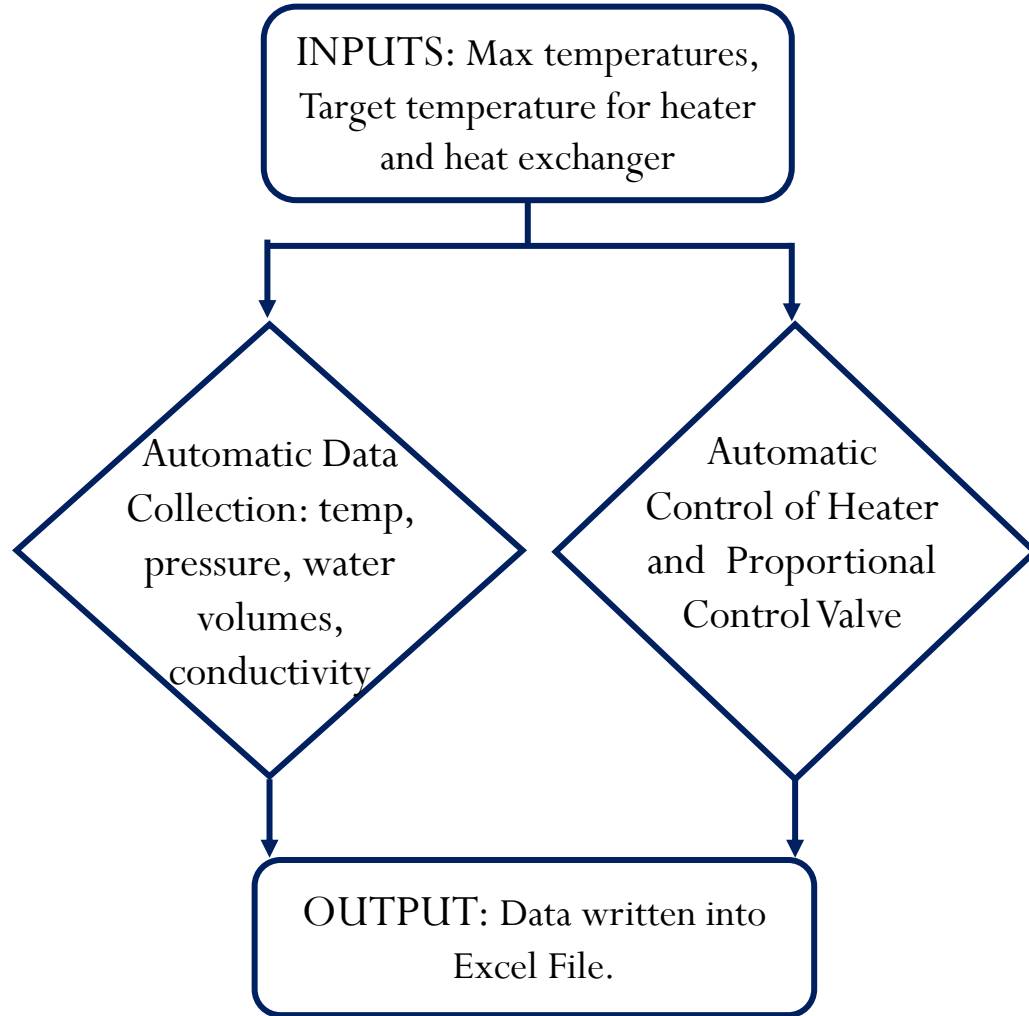 INPUTS: Max temperatures,
Target temperature for heater
and heat exchanger
Automatic Data
Collection: temp,
pressure, water
volumes,
conductivity
Automatic
Control of Heater
and Proportional
Control Valve
OUTPUT: Data written into
Excel File.